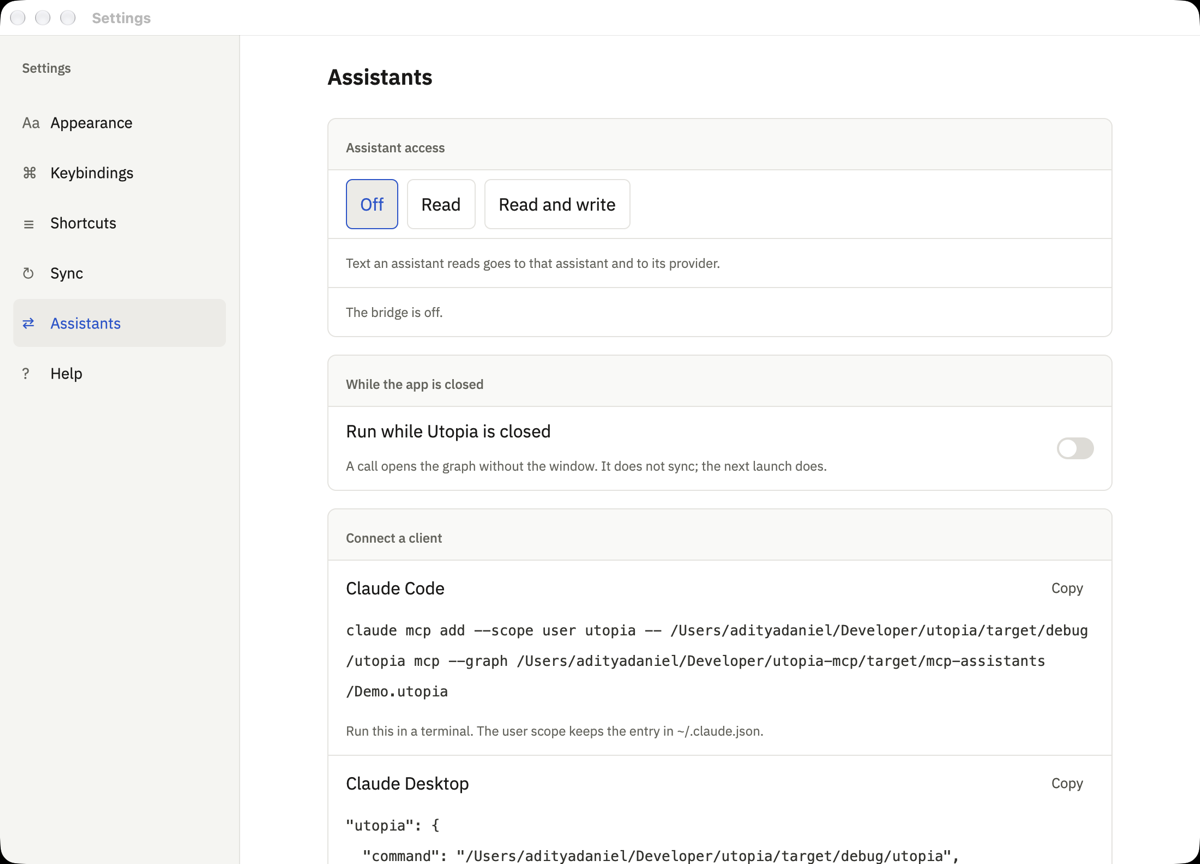 Settings
Settings
Aa Appearance
⌘ Keybindings
≡ Shortcuts
↻ Sync
⇄ Assistants
? Help
Assistants
Assistant access
Off Read Read and write
Text an assistant reads goes to that assistant and to its provider.
The bridge is off.
While the app is closed
Run while Utopia is closed
A call opens the graph without the window. It does not sync; the next launch does.
Connect a client
Claude Code Copy
claude mcp add --scope user utopia -- /Users/adityadaniel/Developer/utopia/target/debug
/utopia mcp --graph /Users/adityadaniel/Developer/utopia-mcp/target/mcp-assistants
/Demo.utopia
Run this in a terminal. The user scope keeps the entry in ~/.claude.json.
Claude Desktop Copy
"utopia": {
"command": "/Users/adityadaniel/Developer/utopia/target/debug/utopia",